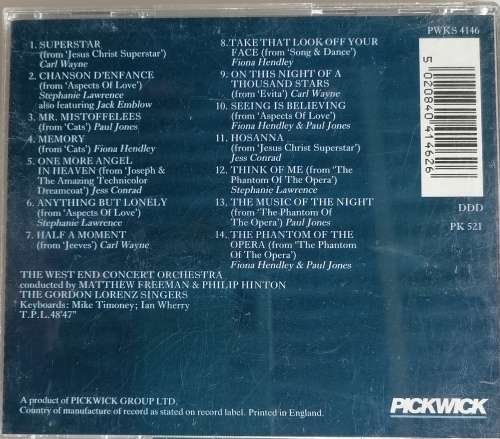 PWKS 4146
1. SUPERSTAR
(from 'Jesus Christ Superstar')
Carl Wayne
2. CHANSON D'ENFANCE
(from 'Aspects Of Love')
Stephanie Lawrence
also featuring Jack Emblow
3. MR. MISTOFFELEES
(from 'Cats') Paul Jones
4. MEMORY
(from 'Cats') Fiona Hendley
5. ONE MORE ANGEL
IN HEAVEN (from 'Joseph &
The Amazing Technicolor
Dreamcoat') Jess Conrad
6. ANYTHING BUT LONELY
(from 'Aspects Of Love')
Stephanie Lawrence
7. HALF A MOMENT
(from 'Jeeves') Carl Wayne
8. TAKE THAT LOOK OFF YOUR
FACE (from 'Song & Dance')
Fiona Hendley
9. ON THIS NIGHT OF A
THOUSAND STARS
(from 'Evita') Carl Wayne
10. SEEING IS BELIEVING
(from 'Aspects Of Love')
Fiona Hendley & Paul Jones
11. HOSANNA
(from 'Jesus Christ Superstar')
Jess Conrad
12. THINK OF ME (from 'The
Phantom Of The Opera')
Stephanie Lawrence
13. THE MUSIC OF THE NIGHT
(from 'The Phantom Of
The Opera') Paul Jones
14. THE PHANTOM OF THE
OPERA (from 'The Phantom
Of The Opera')
Fiona Hendley & Paul Jones
5 020840 414626
DDD
PK 521
THE WEST END CONCERT ORCHESTRA
conducted by MATTHEW FREEMAN & PHILIP HINTON
THE GORDON LORENZ SINGERS
Keyboards: Mike Timoney; Ian Wherry
T.P.L. 48'47"
A product of PICKWICK GROUP LTD.
Country of manufacture of record as stated on record label. Printed in England.
PICKWICK